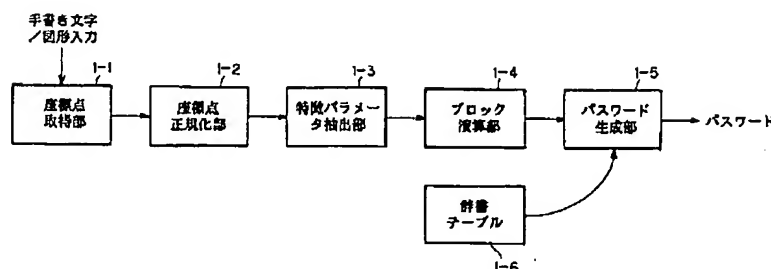 手書き文字
/図形入力
1-1
1-2
1-3
1-4
1-5
座標点
取得部
座標点
正規化部
特徴パラメー
タ抽出部
ブロック
演算部
パスワード
生成部
パスワード
辞書
テーブル
1-6